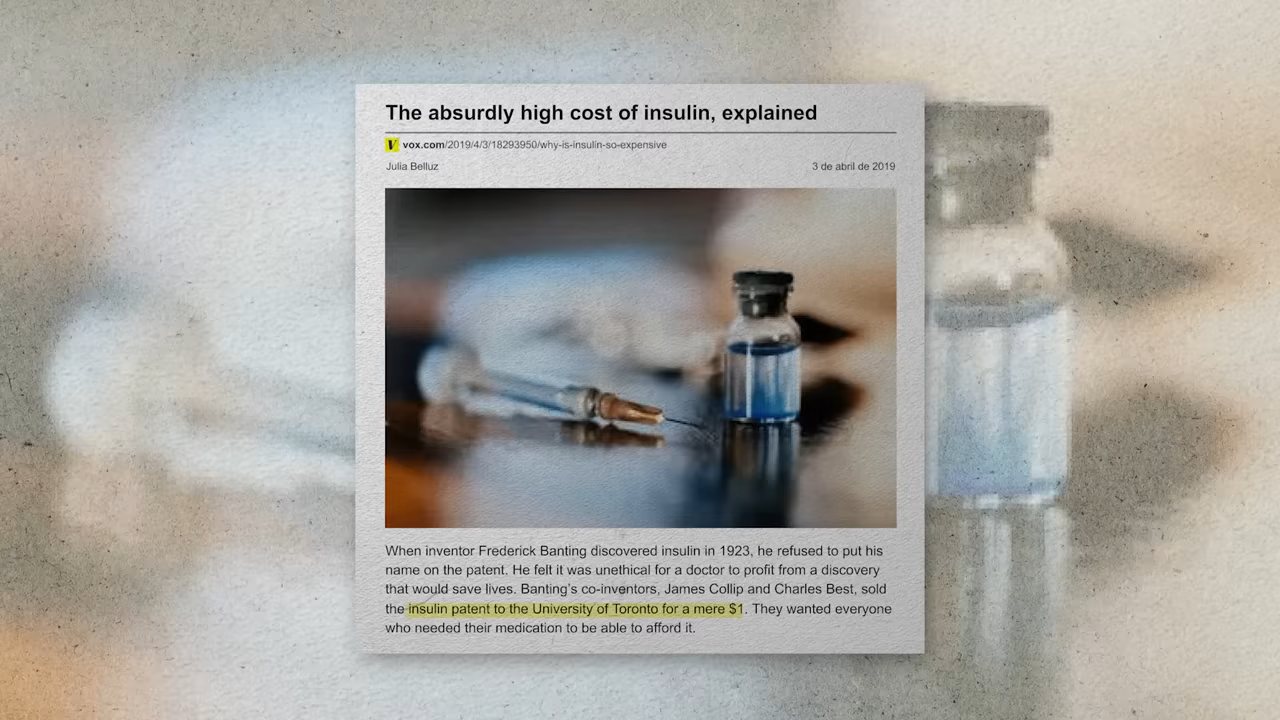 The absurdly high cost of insulin, explained
V vox.com/2019/4/3/18293950/why-is-insulin-so-expensive
Julia Belluz 3 de abril de 2019
When inventor Frederick Banting discovered insulin in 1923, he refused to put his
name on the patent. He felt it was unethical for a doctor to profit from a discovery
that would save lives. Banting's co-inventors, James Collip and Charles Best, sold
the insulin patent to the University of Toronto for a mere $1. They wanted everyone
who needed their medication to be able to afford it.